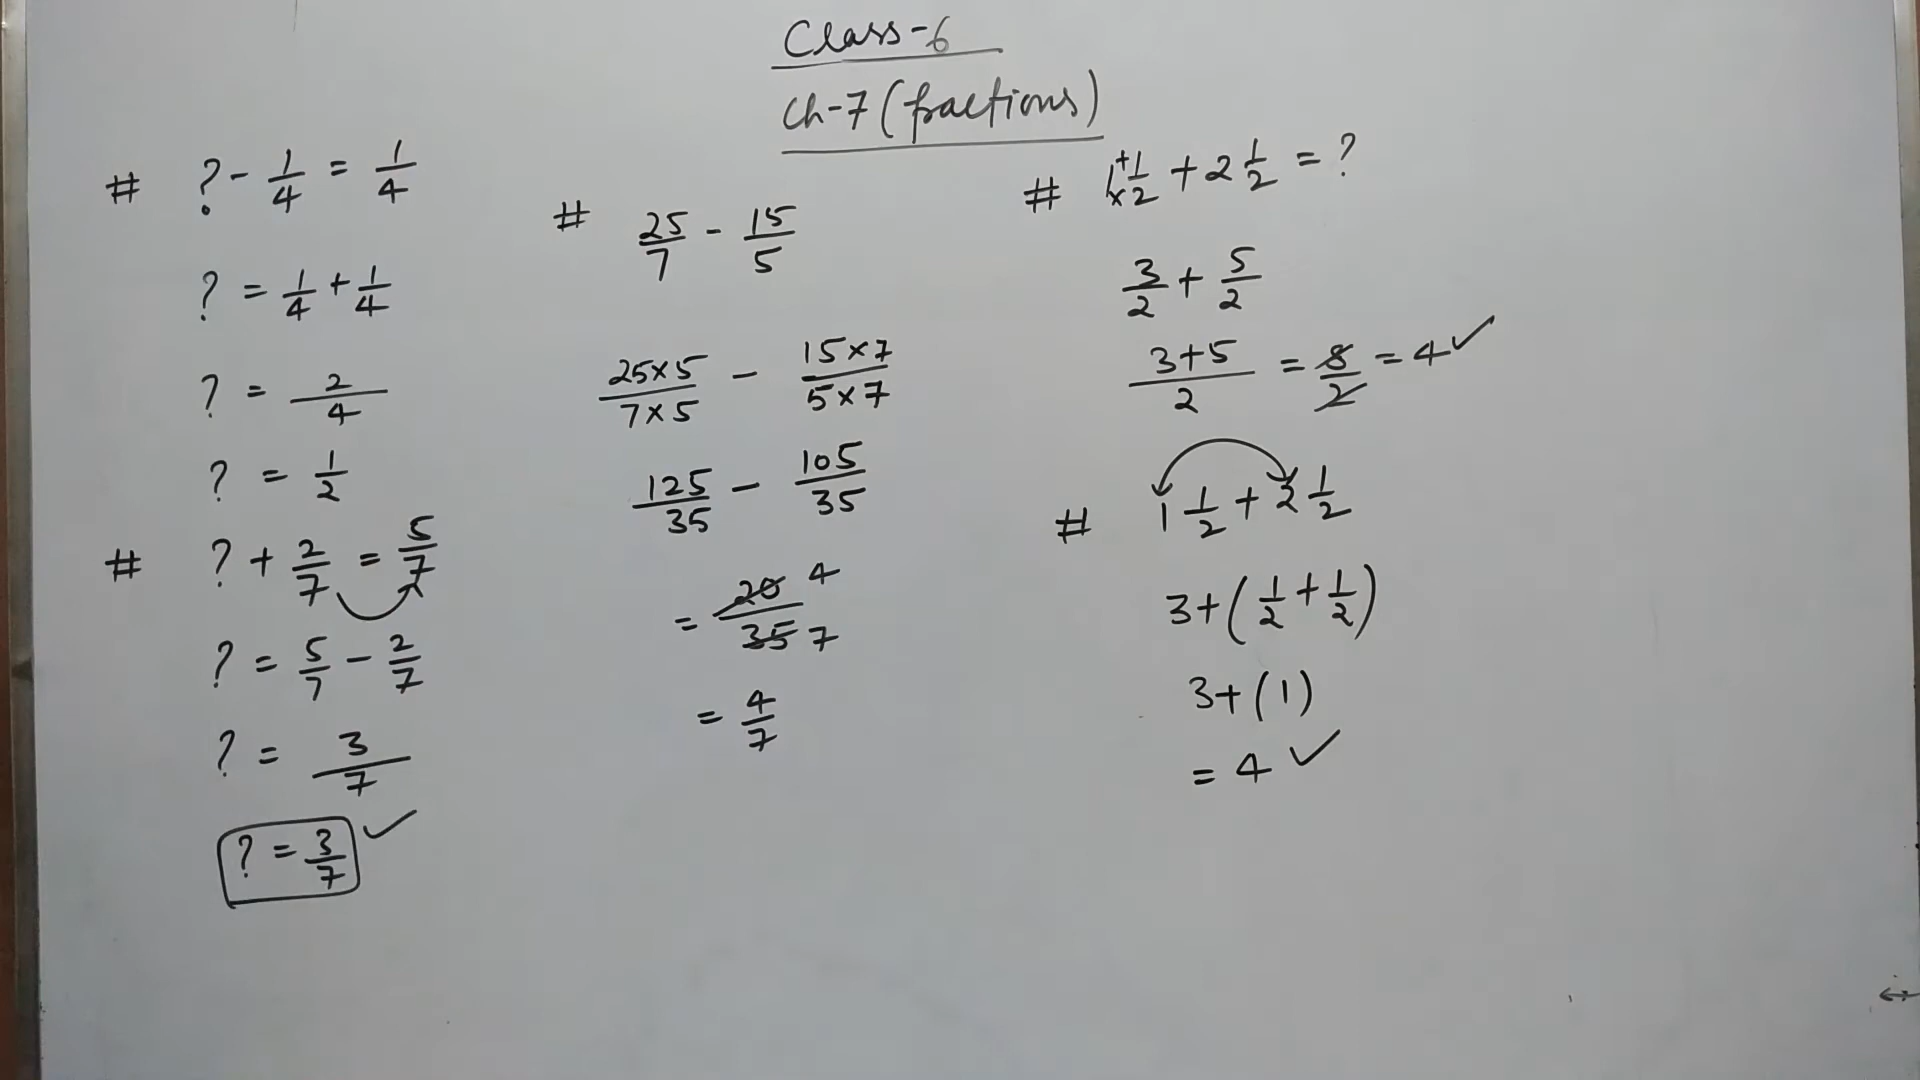 Class-6
Ch-7 (fractions)
# ? - 1/4 = 1/4
? = 1/4 + 1/4
? = 2/4
? = 1/2
# ? + 2/7 = 5/7
? = 5/7 - 2/7
? = 3/7
? = 3/7 ✓
# 25/7 - 15/5
25×5/7×5 - 15×7/5×7
125/35 - 105/35
= 20/35 4/7
= 4/7
# 1 +1/×2 + 2 1/2 = ?
3/2 + 5/2
3+5/2 = 8/2 = 4 ✓
# 1 1/2 + 2 1/2
3 + (1/2 + 1/2)
3 + (1)
= 4 ✓